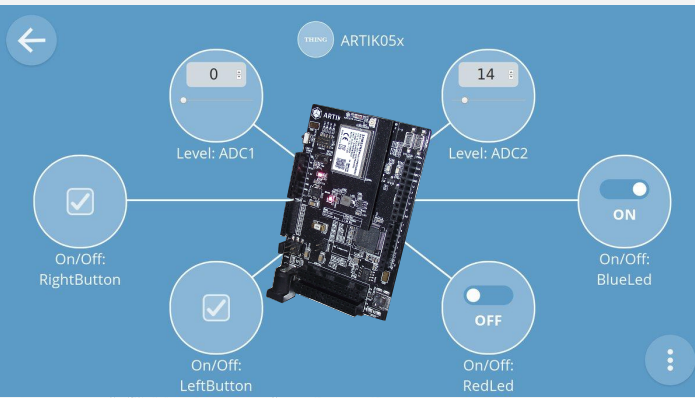 THING
ARTIK05x
0
14
Level: ADC1
Level: ADC2
ARTIK
ON
On/Off:
RightButton
On/Off:
BlueLed
OFF
On/Off:
LeftButton
On/Off:
RedLed